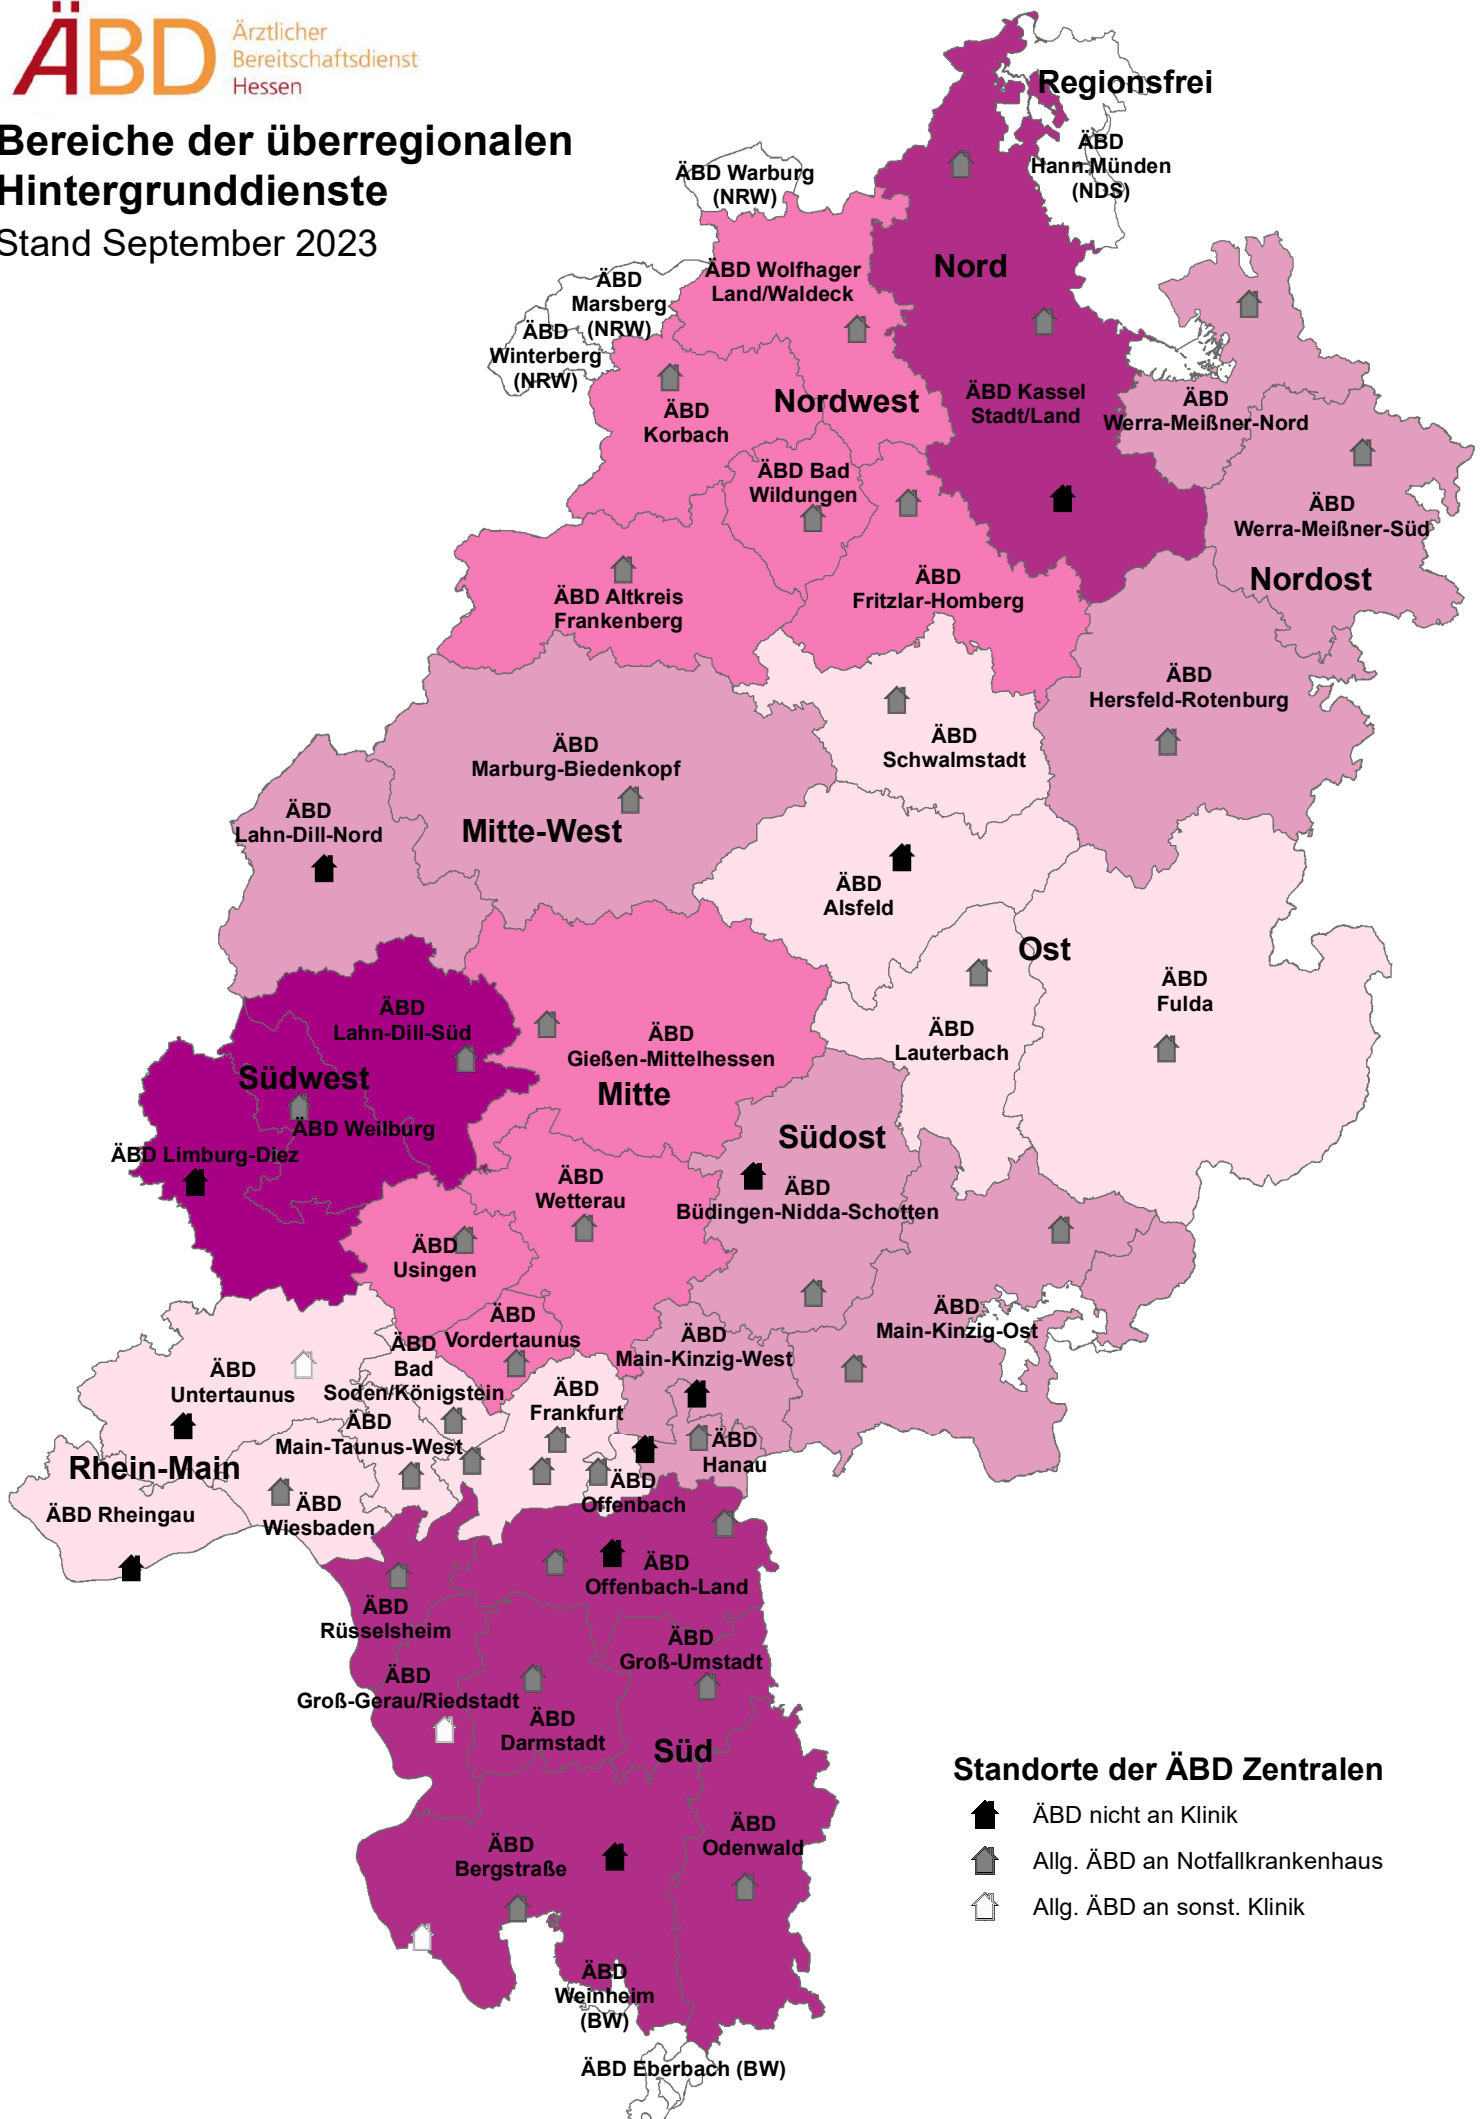 ÄBD
Ärztlicher
Bereitschaftsdienst
Hessen
Bereiche der überregionalen
Hintergrunddienste
Stand September 2023
Regionsfrei
ÄBD
Hann.Münden
(NDS)
ÄBD Warburg
(NRW)
Nord
ÄBD Wolfhager
Land/Waldeck
ÄBD
Marsberg
(NRW)
ÄBD
Winterberg
(NRW)
Nordwest
ÄBD Kassel
Stadt/Land
ÄBD
Werra-Meißner-Nord
ÄBD
Korbach
ÄBD Bad
Wildungen
ÄBD
Werra-Meißner-Süd
Nordost
ÄBD
Fritzlar-Homberg
ÄBD Altkreis
Frankenberg
ÄBD
Hersfeld-Rotenburg
ÄBD
Schwalmstadt
ÄBD
Marburg-Biedenkopf
Mitte-West
ÄBD
Lahn-Dill-Nord
ÄBD
Alsfeld
Ost
ÄBD
Fulda
ÄBD
Lahn-Dill-Süd
ÄBD
Gießen-Mittelhessen
ÄBD
Lauterbach
Südwest
Mitte
ÄBD Weilburg
Südost
ÄBD Limburg-Diez
ÄBD
Wetterau
ÄBD
Büdingen-Nidda-Schotten
ÄBD
Usingen
ÄBD
Main-Kinzig-Ost
ÄBD
Vordertaunus
ÄBD
Main-Kinzig-West
ÄBD
Bad
Soden/Königstein
ÄBD
Untertaunus
ÄBD
Frankfurt
ÄBD
Main-Taunus-West
ÄBD
Hanau
Rhein-Main
ÄBD
Offenbach
ÄBD Rheingau
ÄBD
Wiesbaden
ÄBD
Offenbach-Land
ÄBD
Rüsselsheim
ÄBD
Groß-Umstadt
ÄBD
Groß-Gerau/Riedstadt
ÄBD
Darmstadt
Süd
Standorte der ÄBD Zentralen
ÄBD nicht an Klinik
Allg. ÄBD an Notfallkrankenhaus
Allg. ÄBD an sonst. Klinik
ÄBD
Odenwald
ÄBD
Bergstraße
ÄBD
Weinheim
(BW)
ÄBD Eberbach (BW)